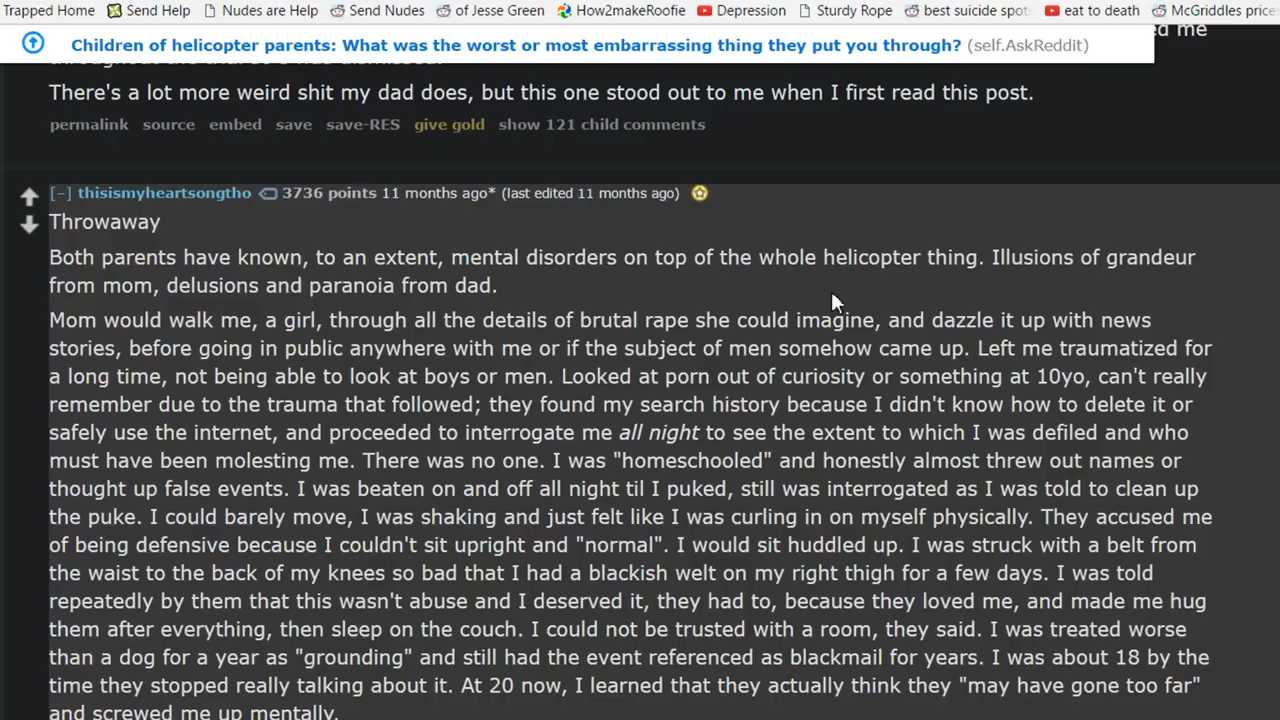 Trapped Home Send Help Nudes are Help Send Nudes of Jesse Green How2makeRoofie Depression Sturdy Rope best suicide spot eat to death McGriddles price
Children of helicopter parents: What was the worst or most embarrassing thing they put you through? (self.AskReddit) ed me
There's a lot more weird shit my dad does, but this one stood out to me when I first read this post.
permalink source embed save save-RES give gold show 121 child comments
[–] thisismyheartsongtho 3736 points 11 months ago* (last edited 11 months ago)
Throwaway
Both parents have known, to an extent, mental disorders on top of the whole helicopter thing. Illusions of grandeur
from mom, delusions and paranoia from dad.
Mom would walk me, a girl, through all the details of brutal rape she could imagine, and dazzle it up with news
stories, before going in public anywhere with me or if the subject of men somehow came up. Left me traumatized for
a long time, not being able to look at boys or men. Looked at porn out of curiosity or something at 10yo, can't really
remember due to the trauma that followed; they found my search history because I didn't know how to delete it or
safely use the internet, and proceeded to interrogate me all night to see the extent to which I was defiled and who
must have been molesting me. There was no one. I was "homeschooled" and honestly almost threw out names or
thought up false events. I was beaten on and off all night til I puked, still was interrogated as I was told to clean up
the puke. I could barely move, I was shaking and just felt like I was curling in on myself physically. They accused me
of being defensive because I couldn't sit upright and "normal". I would sit huddled up. I was struck with a belt from
the waist to the back of my knees so bad that I had a blackish welt on my right thigh for a few days. I was told
repeatedly by them that this wasn't abuse and I deserved it, they had to, because they loved me, and made me hug
them after everything, then sleep on the couch. I could not be trusted with a room, they said. I was treated worse
than a dog for a year as "grounding" and still had the event referenced as blackmail for years. I was about 18 by the
time they stopped really talking about it. At 20 now, I learned that they actually think they "may have gone too far"
and screwed me up mentally.